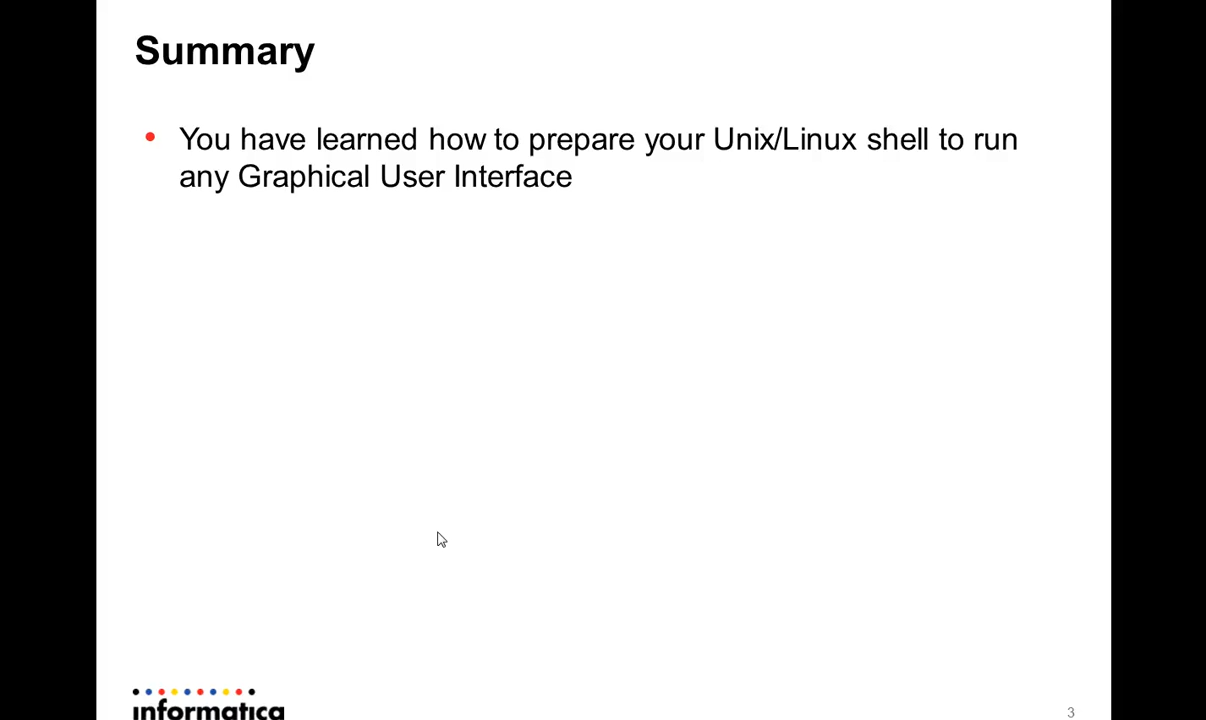 Summary
• You have learned how to prepare your Unix/Linux shell to run
any Graphical User Interface
informatica
3